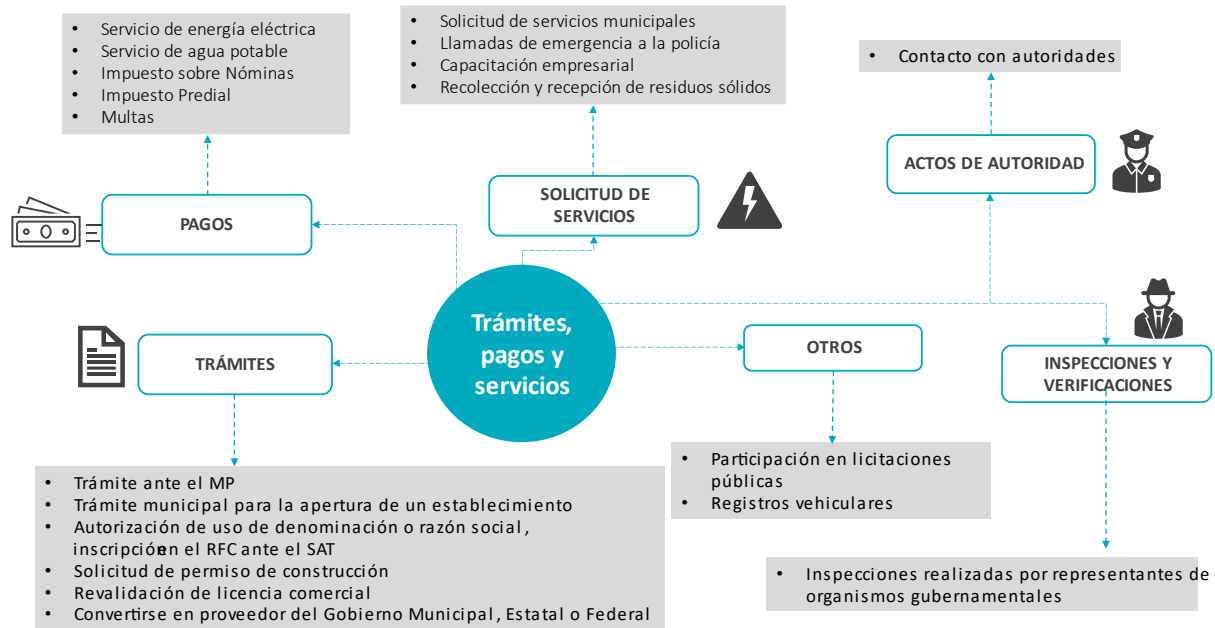 • Servicio de energía eléctrica
• Servicio de agua potable
• Impuesto sobre Nóminas
• Impuesto Predial
• Multas
• Solicitud de servicios municipales
• Llamadas de emergencia a la policía
• Capacitación empresarial
• Recolección y recepción de residuos sólidos
• Contacto con autoridades
PAGOS
SOLICITUD DE
SERVICIOS
ACTOS DE AUTORIDAD
Trámites,
pagos y
servicios
TRÁMITES
OTROS
INSPECCIONES Y
VERIFICACIONES
• Trámite ante el MP
• Trámite municipal para la apertura de un establecimiento
• Autorización de uso de denominación o razón social,
inscripción en el RFC ante el SAT
• Solicitud de permiso de construcción
• Revalidación de licencia comercial
• Convertirse en proveedor del Gobierno Municipal, Estatal o Federal
• Participación en licitaciones
públicas
• Registros vehiculares
• Inspecciones realizadas por representantes de
organismos gubernamentales